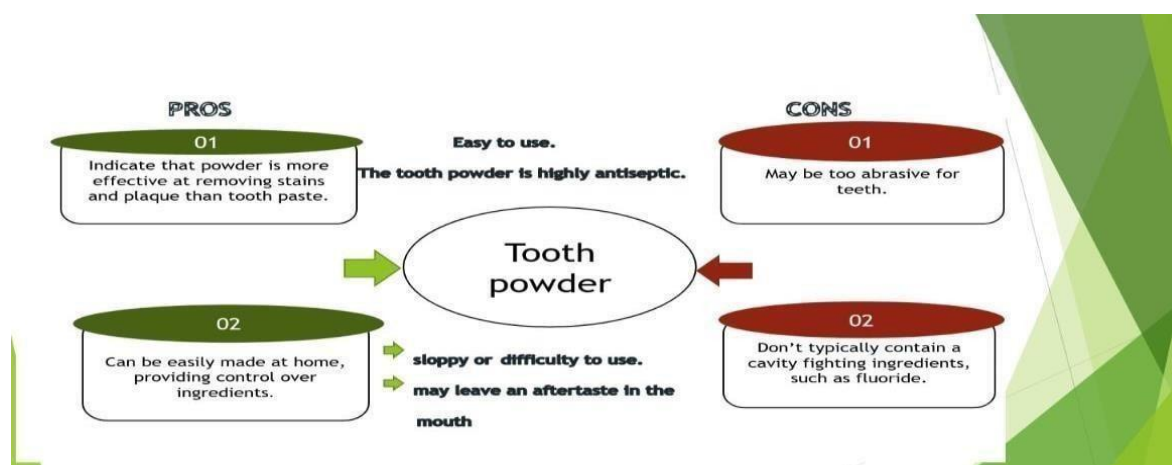 PROS
01
Indicate that powder is more
effective at removing stains
and plaque than tooth paste.
Easy to use.
The tooth powder is highly antiseptic.
CONS
01
May be too abrasive for
teeth.
Tooth
powder
02
Can be easily made at home,
providing control over
ingredients.
sloppy or difficulty to use.
may leave an aftertaste in the
mouth
02
Don’t typically contain a
cavity fighting ingredients,
such as fluoride.